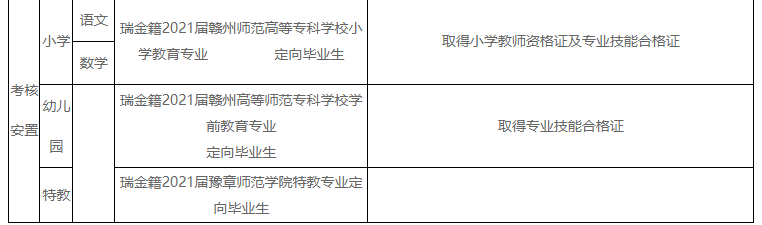 考核
安置
小学
语文
数学
瑞金籍2021届赣州师范高等专科学校小
学教育专业 定向毕业生
取得小学教师资格证及专业技能合格证
幼儿
园
瑞金籍2021届赣州高等师范专科学校学
前教育专业
定向毕业生
取得专业技能合格证
特教
瑞金籍2021届豫章师范学院特教专业定
向毕业生